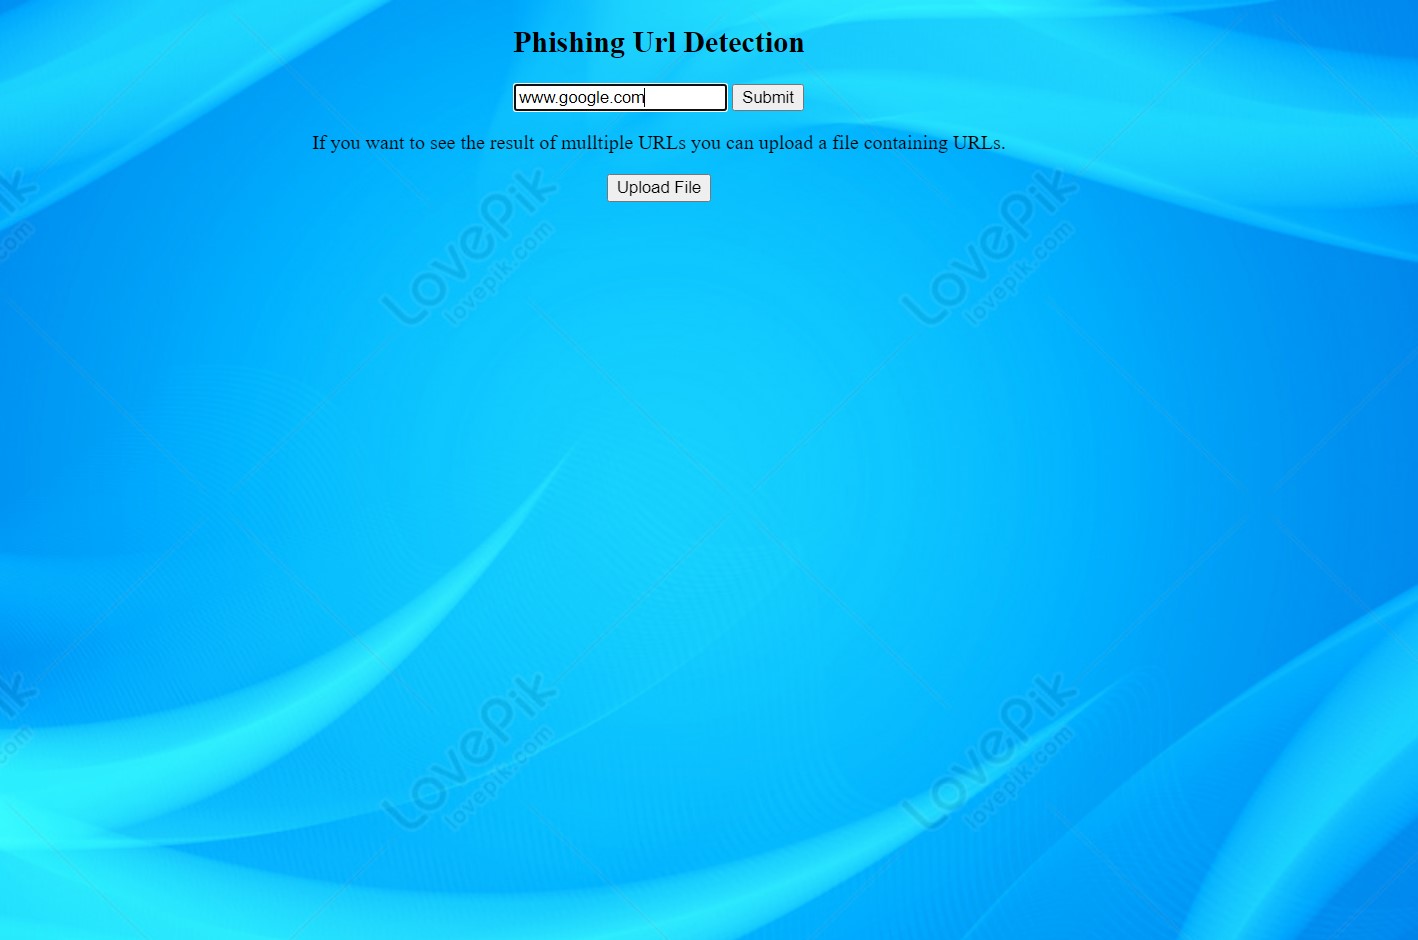 Phishing Url Detection
www.google.com Submit
If you want to see the result of mulltiple URLs you can upload a file containing URLs.
Upload File
LovePik LovePik
lovepik.com lovepik.com
LovePik LovePik
lovepik.com lovepik.com